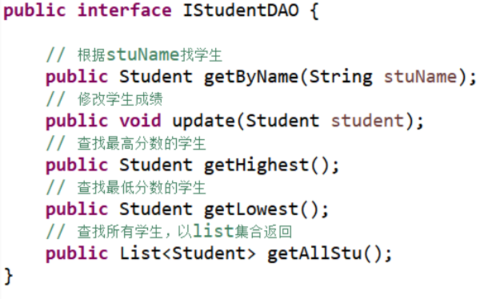 public interface IStudentDAO {
// 根据stuName找学生
public Student getByName(String stuName);
// 修改学生成绩
public void update(Student student);
// 查找最高分数的学生
public Student getHighest();
// 查找最低分数的学生
public Student getLowest();
// 查找所有学生，以list集合返回
public List<Student> getAllStu();
}